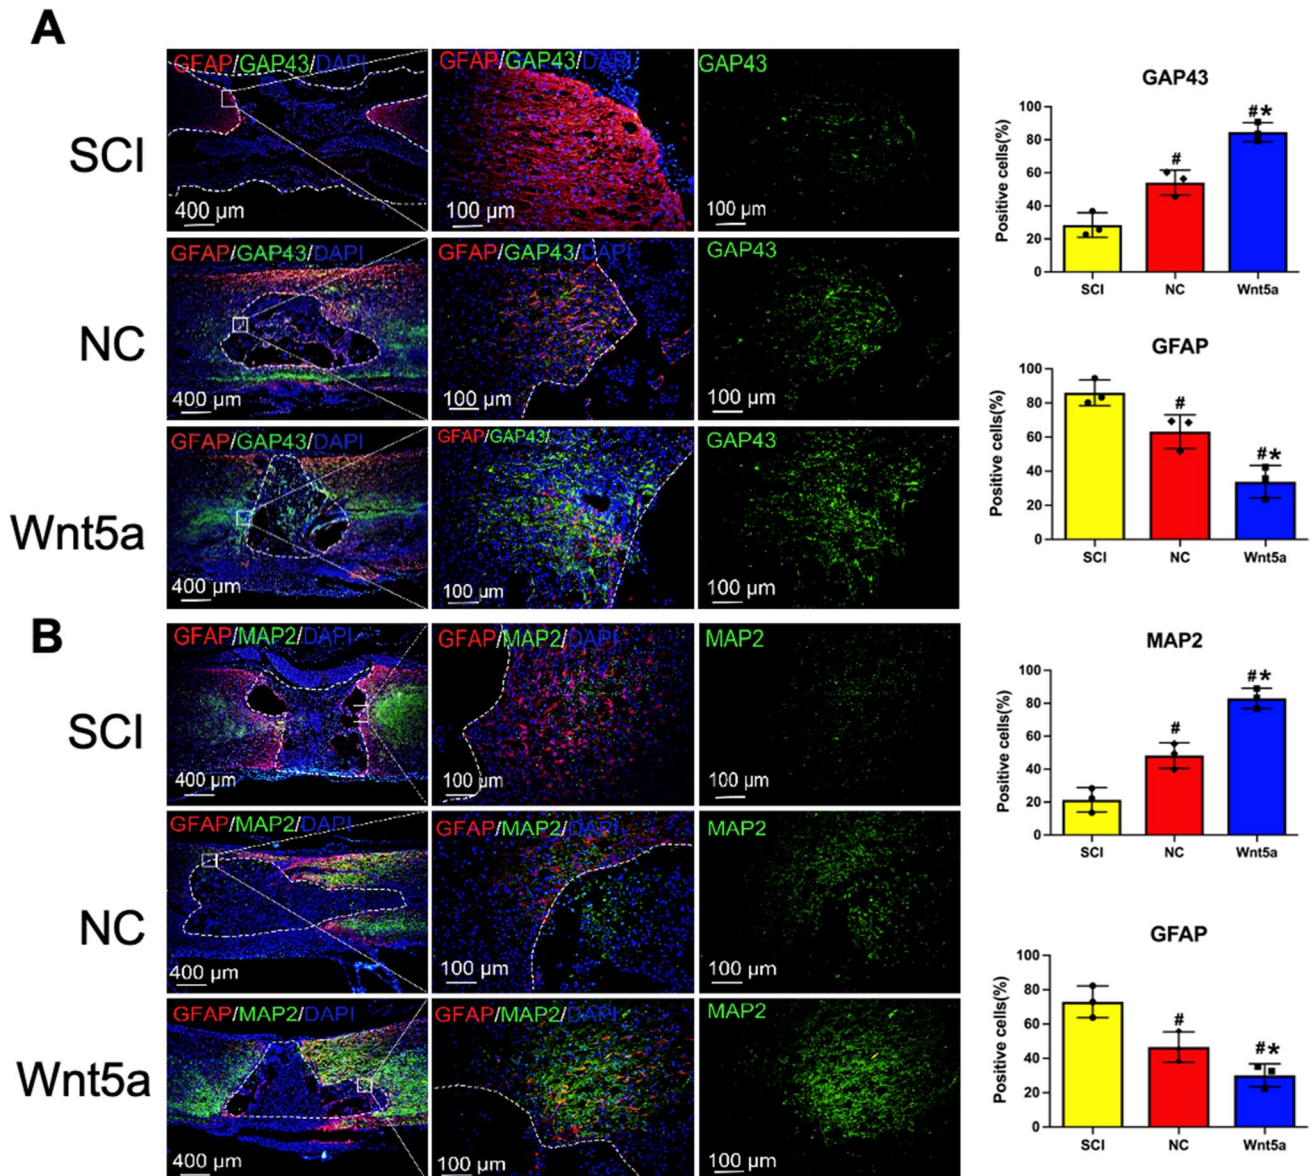 A
GFAP/GAP43/DAPI
GFAP/GAP43/DAPI
GAP43
SCI
400 µm
100 µm
100 µm
GFAP/GAP43/DAPI
GFAP/GAP43/DAPI
GAP43
NC
400 µm
100 µm
100 µm
GFAP/GAP43/DAPI
GFAP/GAP43/
GAP43
Wnt5a
400 µm
100 µm
100 µm
GAP43
Positive cells(%)
100
80
60
40
20
0
#
#*
SCI NC Wnt5a
GFAP
Positive cells(%)
100
80
60
40
20
0
#
#*
SCI NC Wnt5a
B
GFAP/MAP2/DAPI
GFAP/MAP2/DAPI
MAP2
SCI
400 µm
100 µm
100 µm
GFAP/MAP2/DAPI
GFAP/MAP2/DAPI
MAP2
NC
400 µm
100 µm
100 µm
GFAP/MAP2/DAPI
GFAP/MAP2/DAPI
MAP2
Wnt5a
400 µm
100 µm
100 µm
MAP2
Positive cells(%)
100
80
60
40
20
0
#
#*
SCI NC Wnt5a
GFAP
Positive cells(%)
100
80
60
40
20
0
#
#*
SCI NC Wnt5a